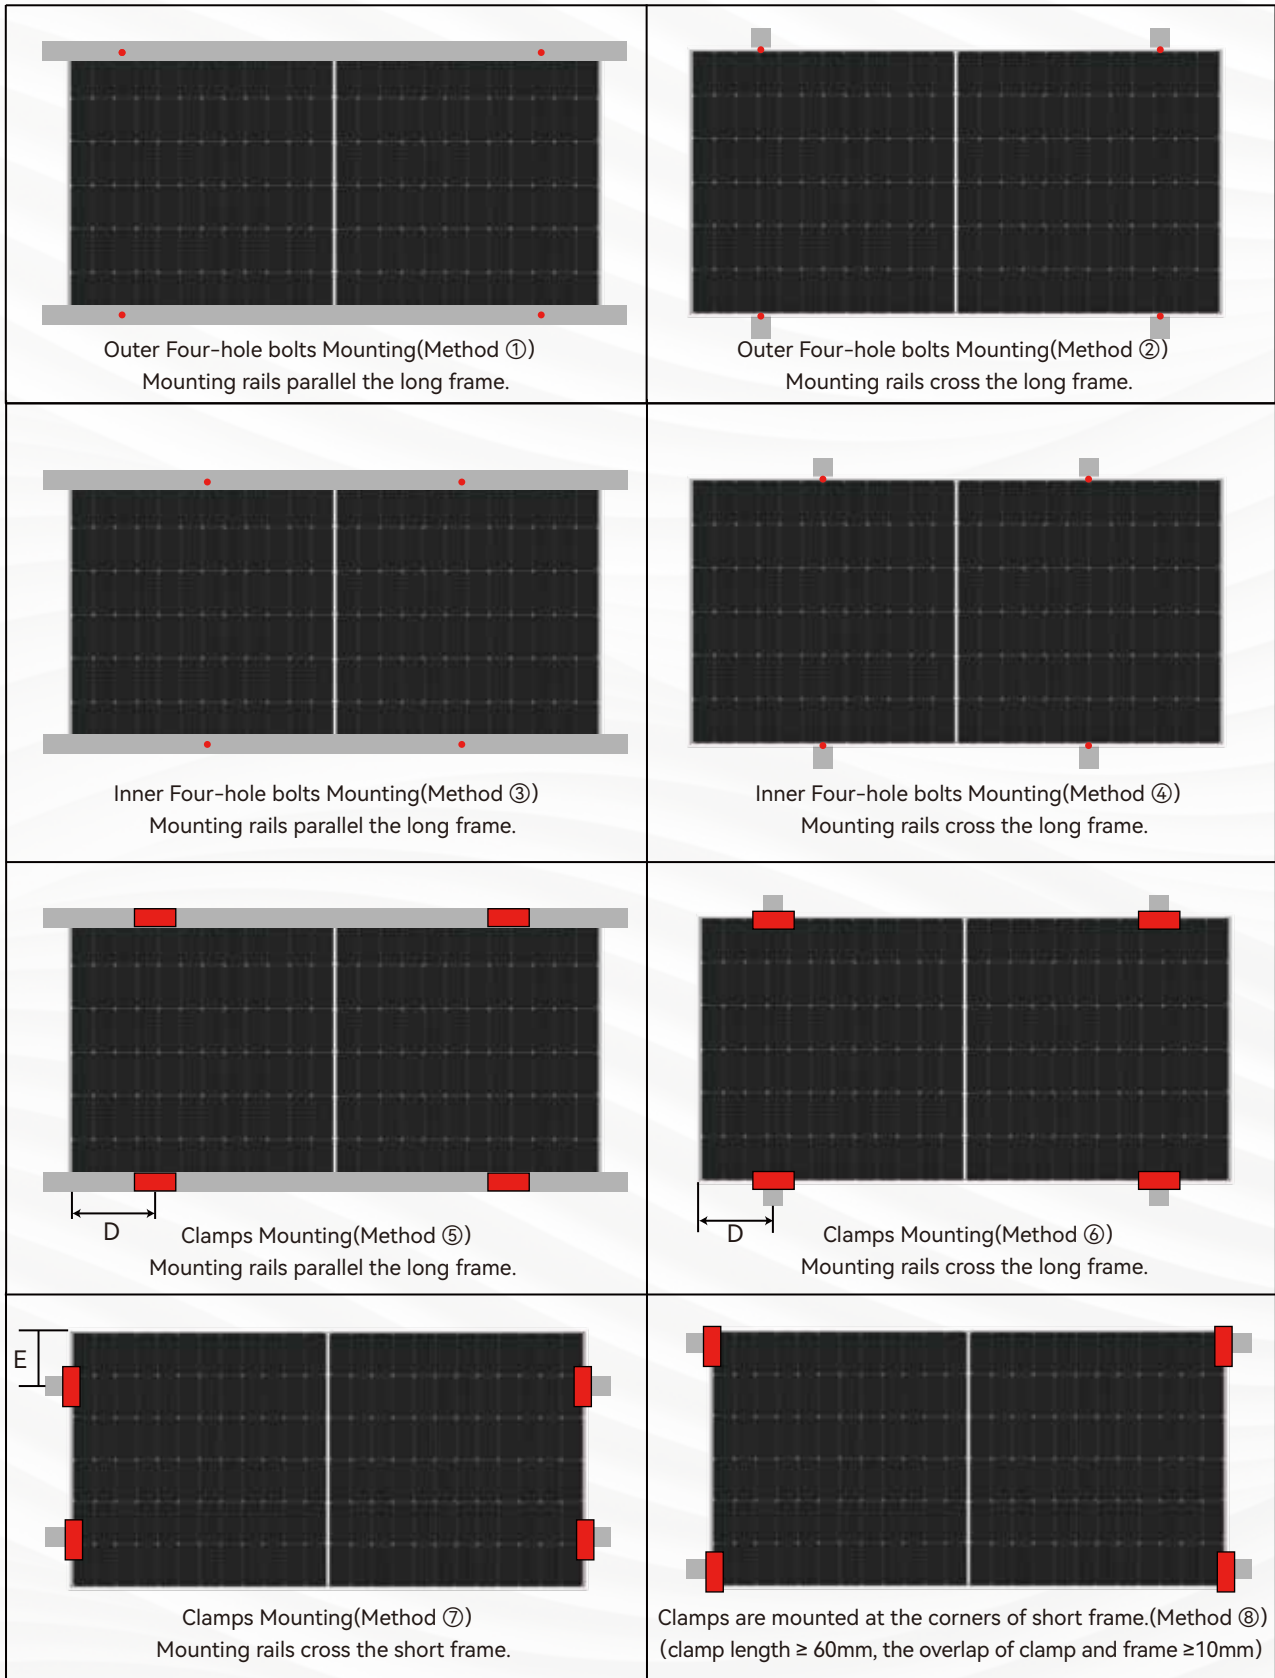 Outer Four-hole bolts Mounting(Method ①)
Mounting rails parallel the long frame.
Outer Four-hole bolts Mounting(Method ②)
Mounting rails cross the long frame.
Inner Four-hole bolts Mounting(Method ③)
Mounting rails parallel the long frame.
Inner Four-hole bolts Mounting(Method ④)
Mounting rails cross the long frame.
D
Clamps Mounting(Method ⑤)
Mounting rails parallel the long frame.
D
Clamps Mounting(Method ⑥)
Mounting rails cross the long frame.
E
Clamps Mounting(Method ⑦)
Mounting rails cross the short frame.
Clamps are mounted at the corners of short frame.(Method ⑧)
(clamp length ≥ 60mm, the overlap of clamp and frame ≥10mm)